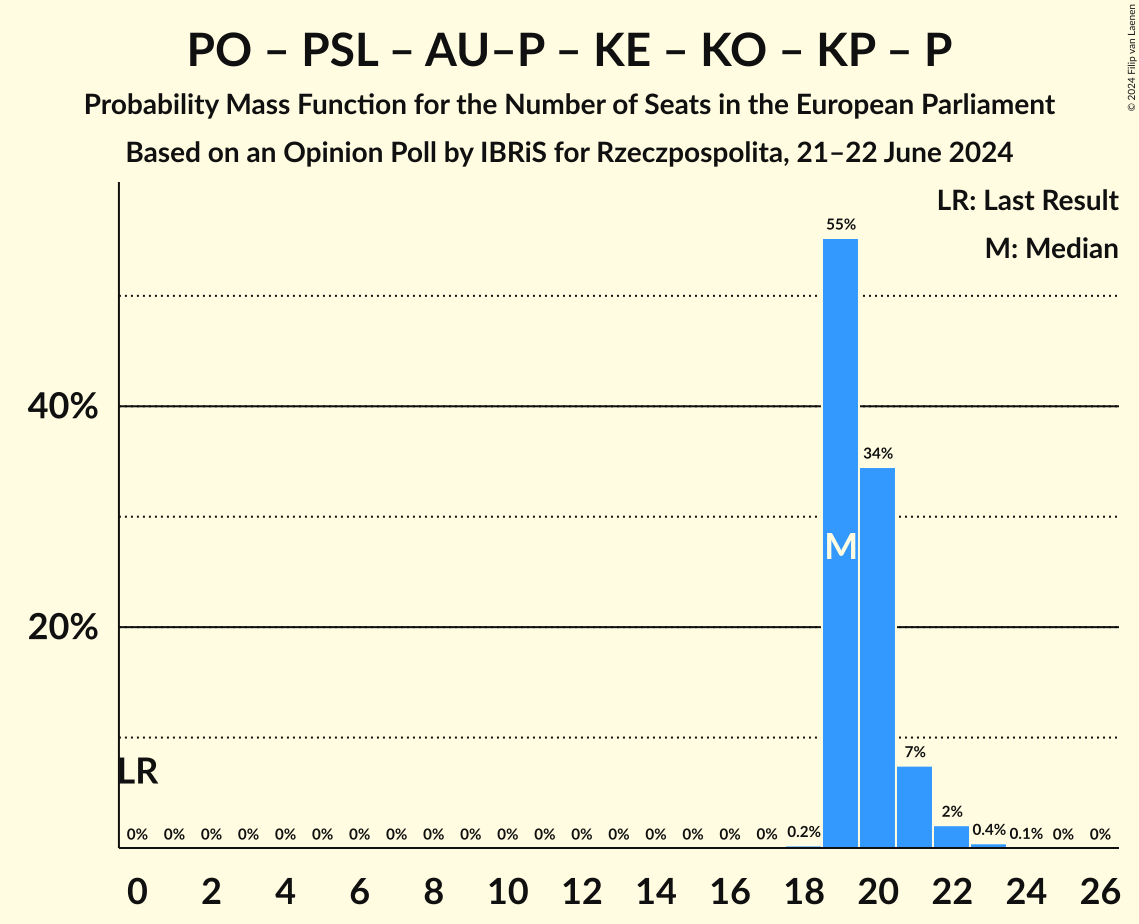 PO – PSL – AU–P – KE – KO – KP – P
Probability Mass Function for the Number of Seats in the European Parliament
Based on an Opinion Poll by IBRiS for Rzeczpospolita, 21–22 June 2024
© 2024 Filip van Laenen
LR: Last Result
M: Median
55%
40%
34%
M
20%
7%
LR
2%
0% 0% 0% 0% 0% 0% 0% 0% 0% 0% 0% 0% 0% 0% 0% 0% 0% 0% 0.2% 0.4% 0.1% 0% 0%
0 2 4 6 8 10 12 14 16 18 20 22 24 26